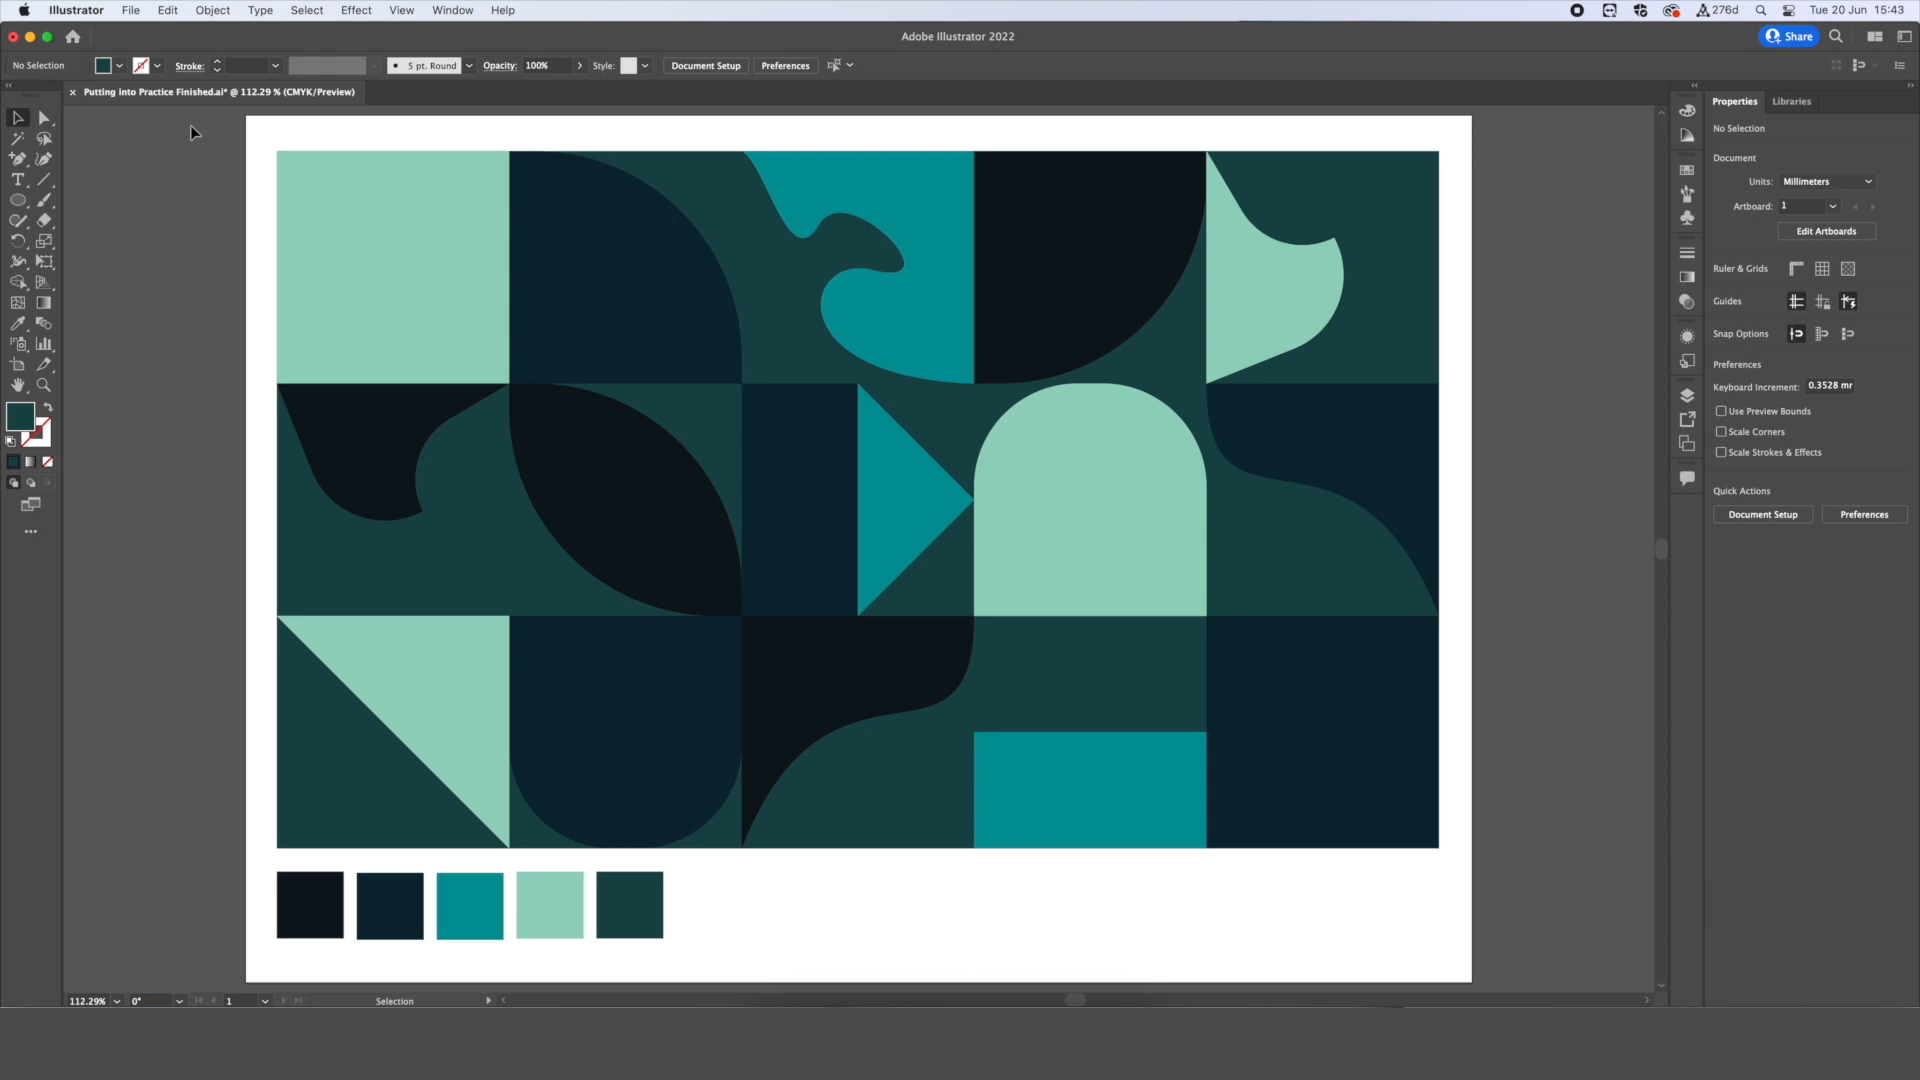 Illustrator File Edit Object Type Select Effect View Window Help 276d Tue 20 Jun 15:43
Adobe Illustrator 2022 Share
No Selection Stroke: 5 pt. Round Opacity: 100% Style: Document Setup Preferences
Putting into Practice Finished.ai* @ 112.29 % (CMYK/Preview)
Properties Libraries
No Selection
Document
Units: Millimeters
Artboard: 1
Edit Artboards
Ruler & Grids
Guides
Snap Options
Preferences
Keyboard Increment: 0.3528 mr
Use Preview Bounds
Scale Corners
Scale Strokes & Effects
Quick Actions
Document Setup Preferences
112.29% 0° 1 Selection